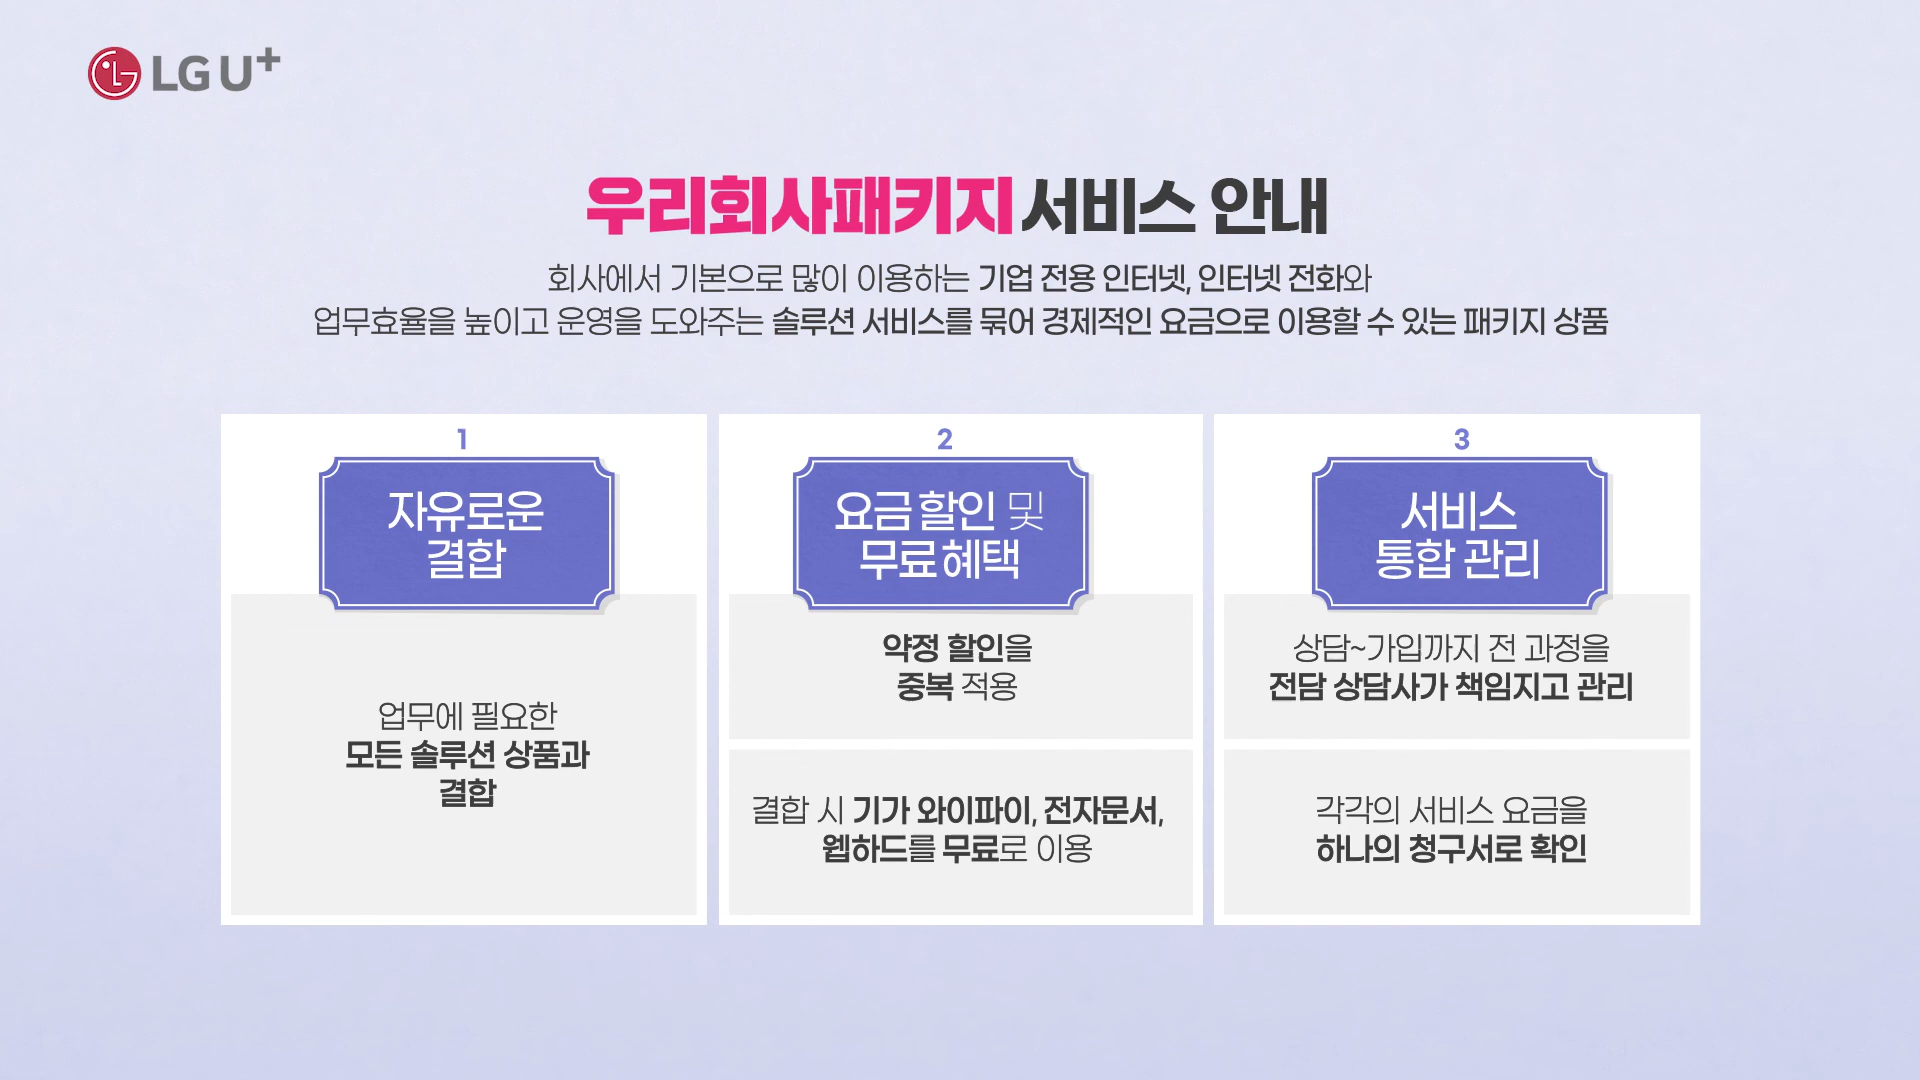 LG U+
우리회사패키지 서비스 안내
회사에서 기본으로 많이 이용하는 기업 전용 인터넷, 인터넷 전화와
업무효율을 높이고 운영을 도와주는 솔루션 서비스를 묶어 경제적인 요금으로 이용할 수 있는 패키지 상품
1
자유로운
결합
업무에 필요한
모든 솔루션 상품과
결합
2
요금 할인 및
무료 혜택
약정 할인을
중복 적용
결합 시 기가 와이파이, 전자문서,
웹하드를 무료로 이용
3
서비스
통합 관리
상담~가입까지 전 과정을
전담 상담사가 책임지고 관리
각각의 서비스 요금을
하나의 청구서로 확인